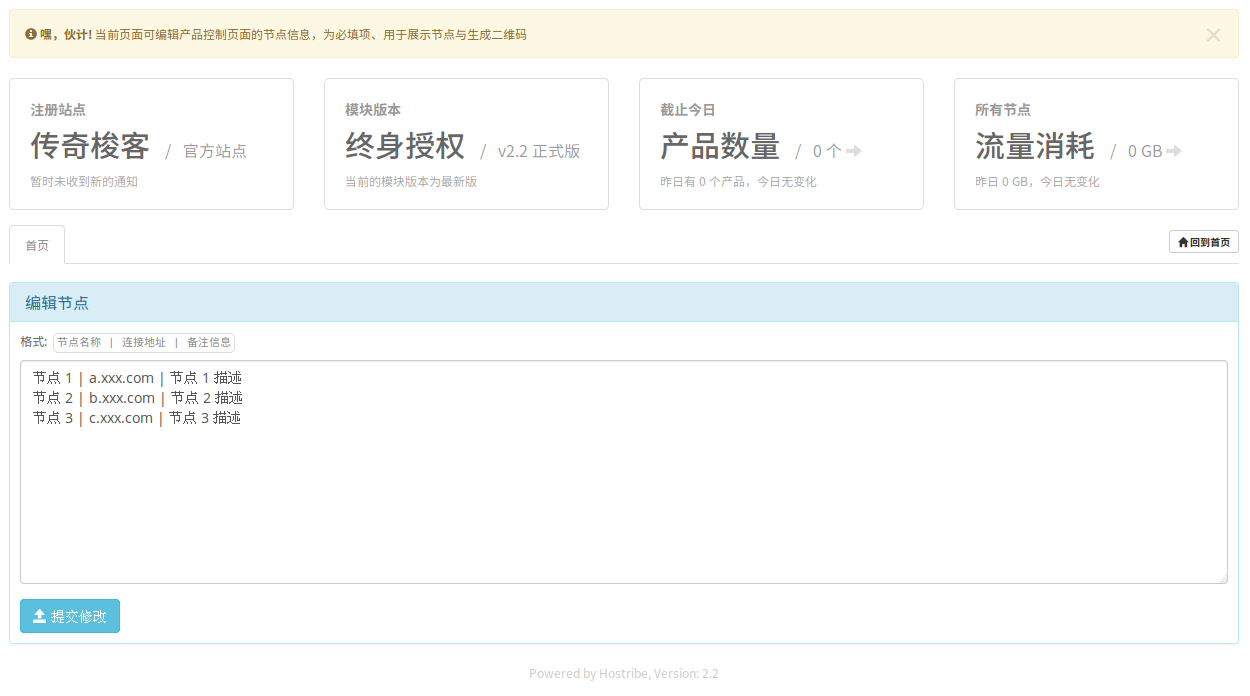 嘿，伙计! 当前页面可编辑产品控制页面的节点信息，为必填项、用于展示节点与生成二维码
×
注册站点
传奇梭客 / 官方站点
暂时未收到新的通知
模块版本
终身授权 / v2.2 正式版
当前的模块版本为最新版
截止今日
产品数量 / 0 个
昨日有 0 个产品，今日无变化
所有节点
流量消耗 / 0 GB
昨日 0 GB，今日无变化
首页
回到首页
编辑节点
格式: 节点名称 | 连接地址 | 备注信息
节点 1 | a.xxx.com | 节点 1 描述
节点 2 | b.xxx.com | 节点 2 描述
节点 3 | c.xxx.com | 节点 3 描述
提交修改
Powered by Hostribe, Version: 2.2